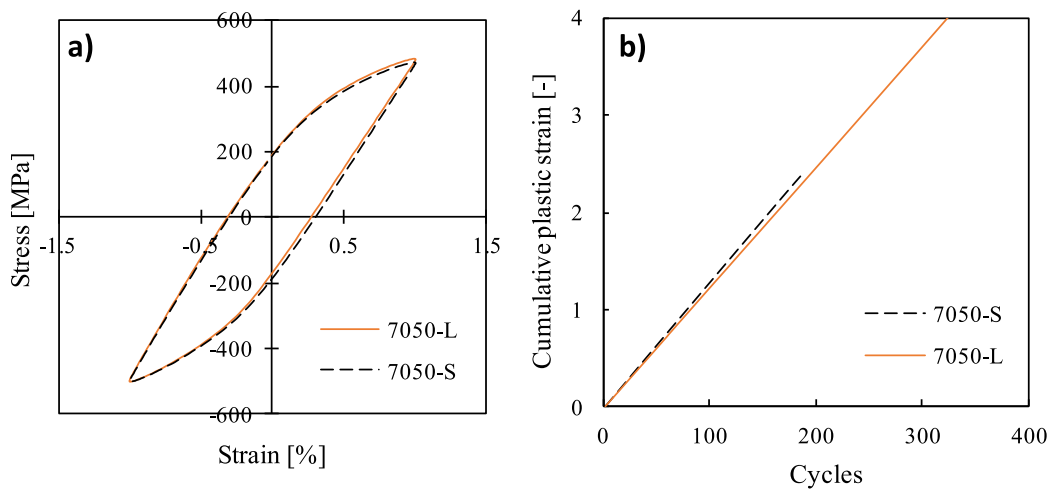 a)
600
400
200
0
-200
-400
-600
-1.5
-0.5
0.5
1.5
Stress [MPa]
Strain [%]
7050-L
7050-S
b)
4
3
2
1
0
0
100
200
300
400
Cumulative plastic strain [-]
Cycles
7050-S
7050-L